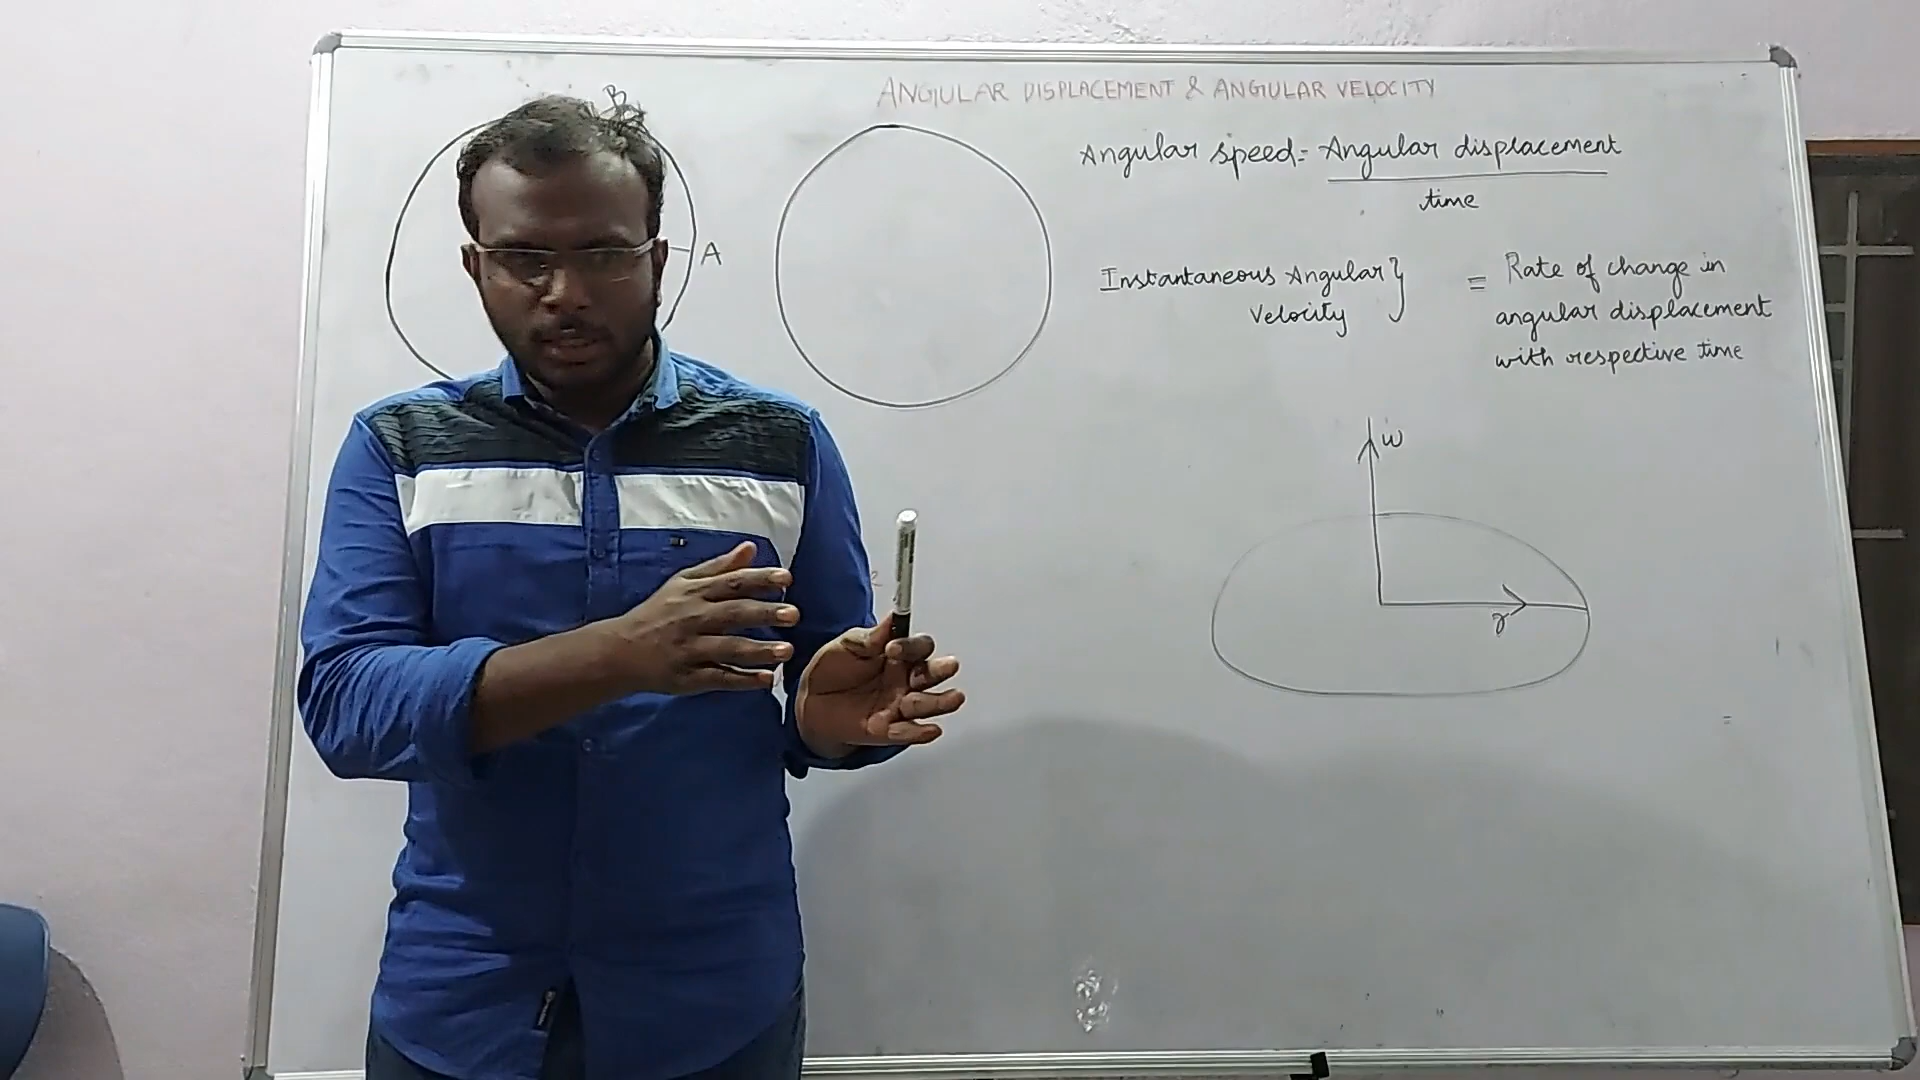 ANGULAR DISPLACEMENT & ANGULAR VELOCITY
B
A
Angular speed = Angular displacement
time
Instantaneous Angular } = Rate of change in
Velocity angular displacement
with respective time
ω
r